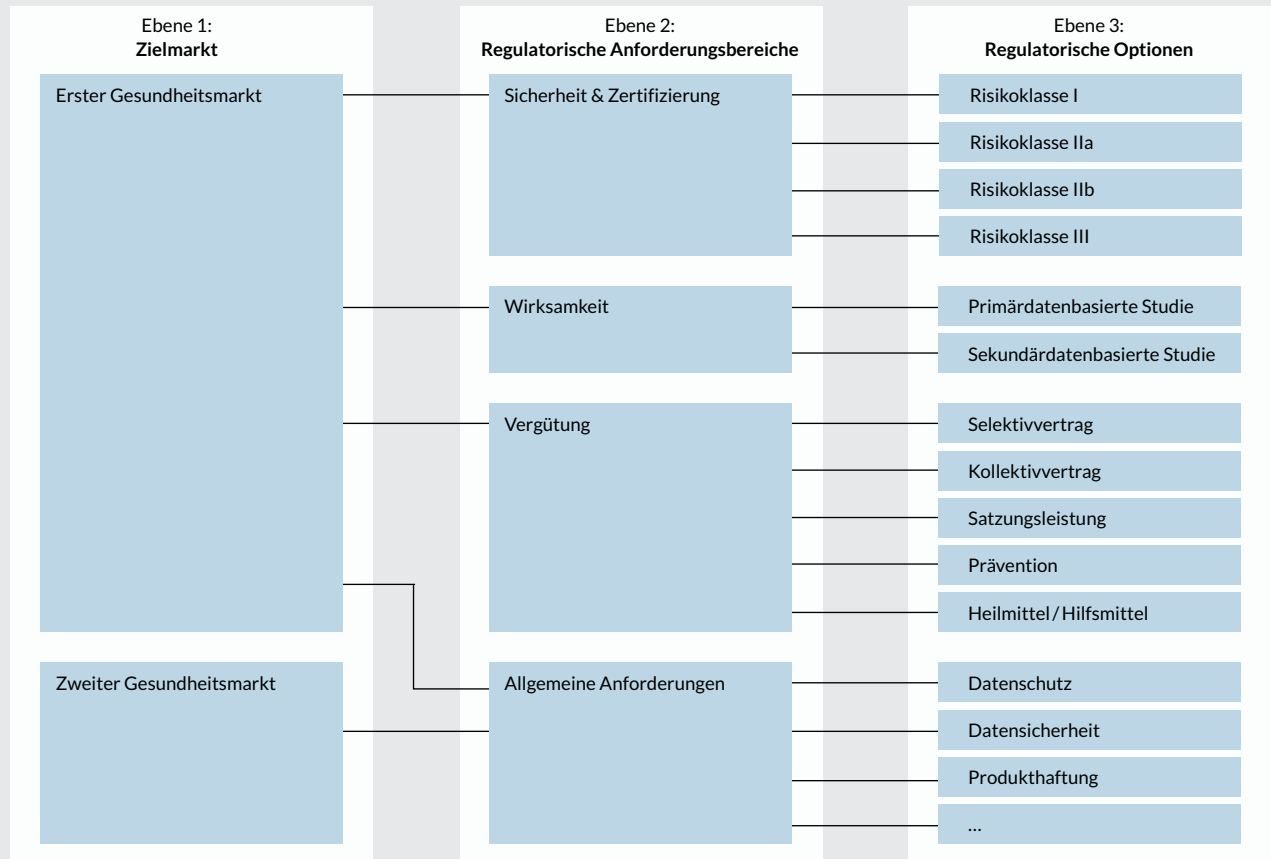 Ebene 1:
Zielmarkt
Erster Gesundheitsmarkt
Zweiter Gesundheitsmarkt
Ebene 2:
Regulatorische Anforderungsbereiche
Sicherheit & Zertifizierung
Wirksamkeit
Vergütung
Allgemeine Anforderungen
Ebene 3:
Regulatorische Optionen
Risikoklasse I
Risikoklasse IIa
Risikoklasse IIb
Risikoklasse III
Primärdatenbasierte Studie
Sekundärdatenbasierte Studie
Selektivvertrag
Kollektivvertrag
Satzungsleistung
Prävention
Heilmittel / Hilfsmittel
Datenschutz
Datensicherheit
Produkthaftung
...